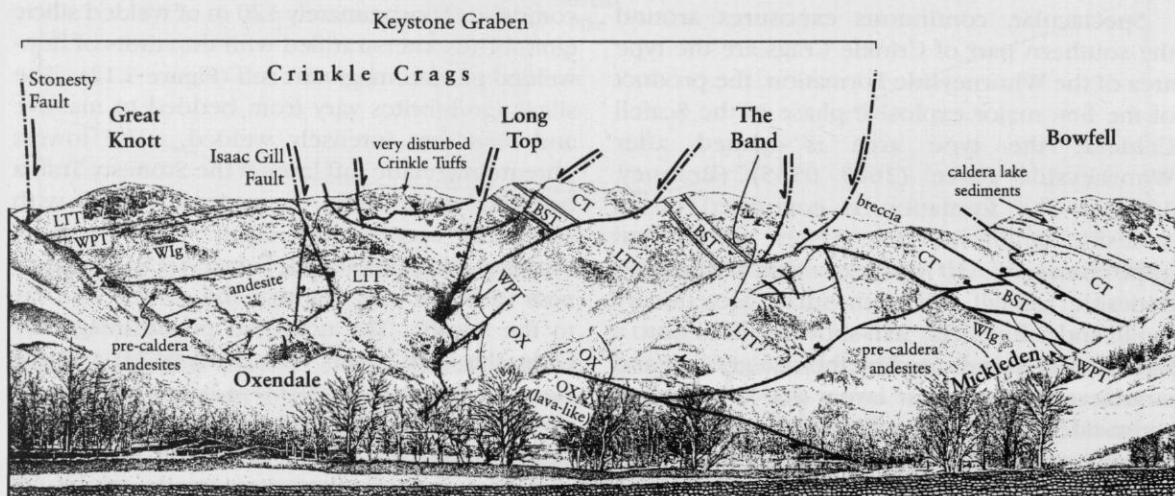 Keystone Graben
Stonesty
Fault
Crinkle Crags
Great
Knott
Isaac Gill
Fault
very disturbed
Crinkle Tuffs
Long
Top
The
Band
Bowfell
caldera lake
sediments
breccia
LTT
WPT
WIg
andesite
LTT
BST
CT
LTT
BST
CT
BST
CT
CT
WPT
OX
OX
OX
(lava-like)
LTT
WIg
WPT
pre-caldera
andesites
Oxendale
pre-caldera
andesites
Mickleden